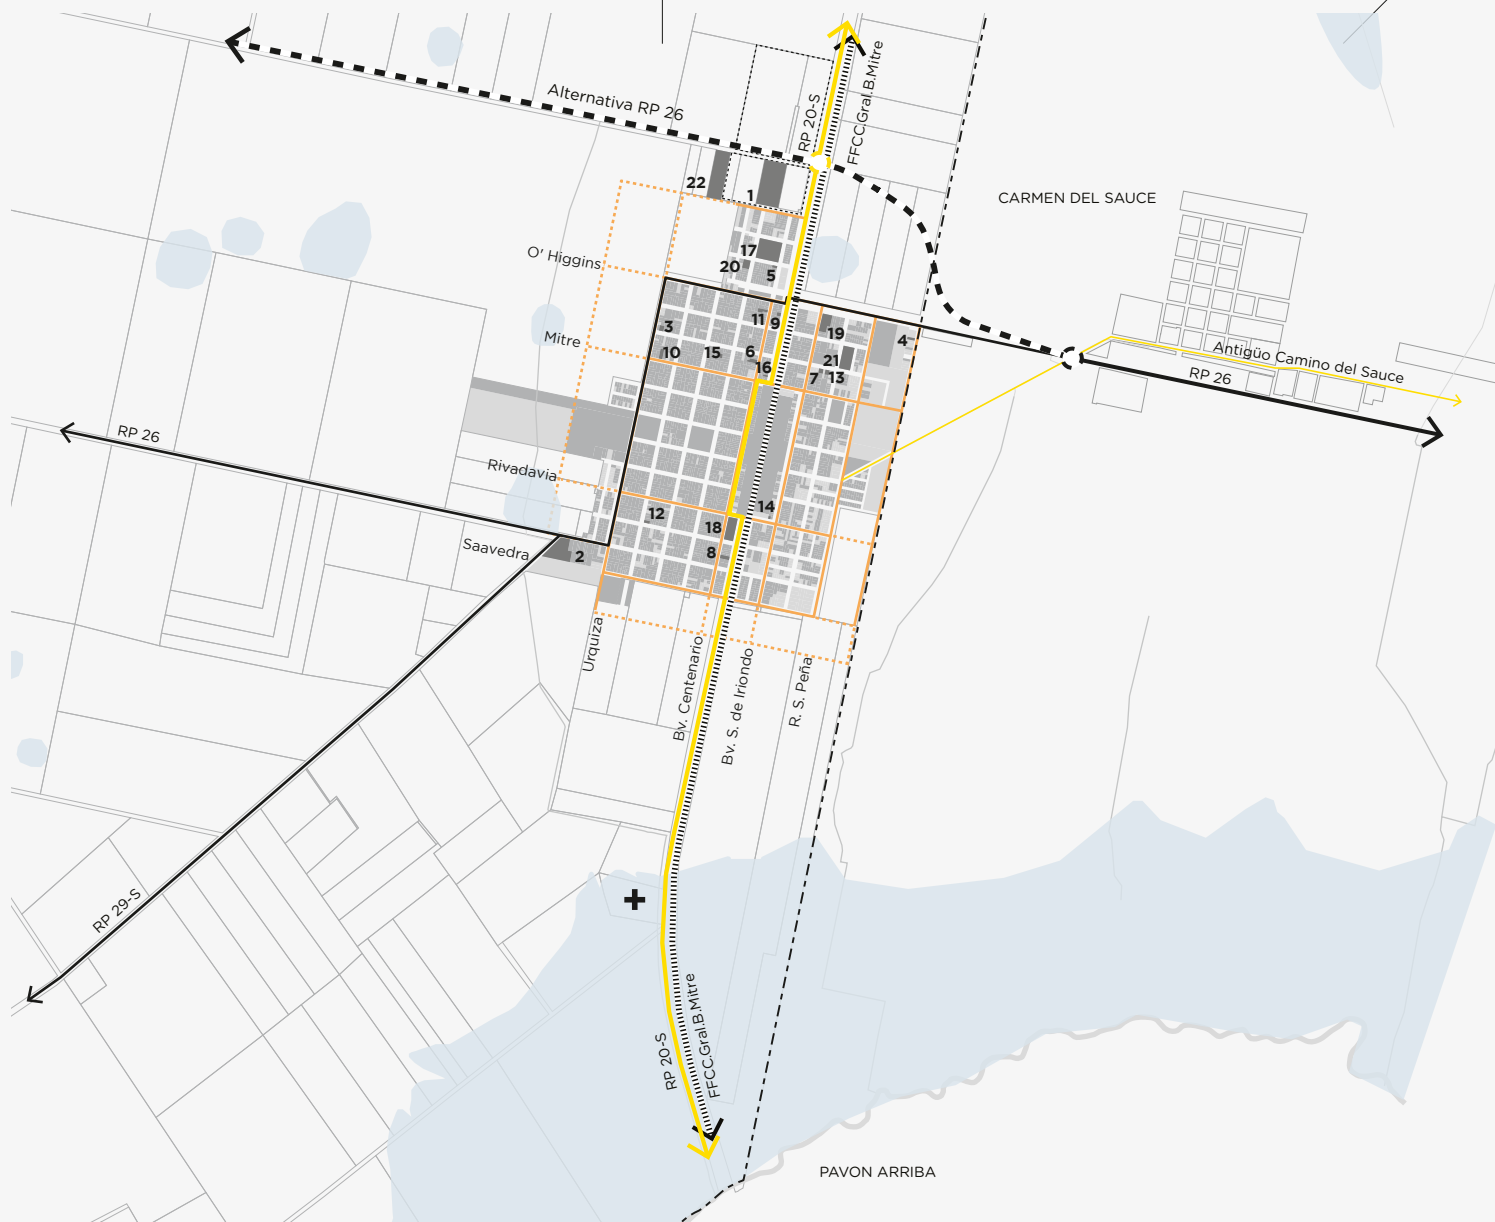 FFCC.Gral.B.Mitre
RP 20-S
Alternativa RP 26
22
1
CARMEN DEL SAUCE
17
20
5
O' Higgins
11
9
3
19
Mitre
10
15
6
21
4
16
7
13
Antigüo Camino del Sauce
RP 26
RP 26
Rivadavia
12
14
18
Saavedra
2
8
Urquiza
Bv. Centenario
Bv. S. de Iriondo
R. S. Peña
RP 29-S
FFCC.Gral.B.Mitre
RP 20-S
PAVON ARRIBA